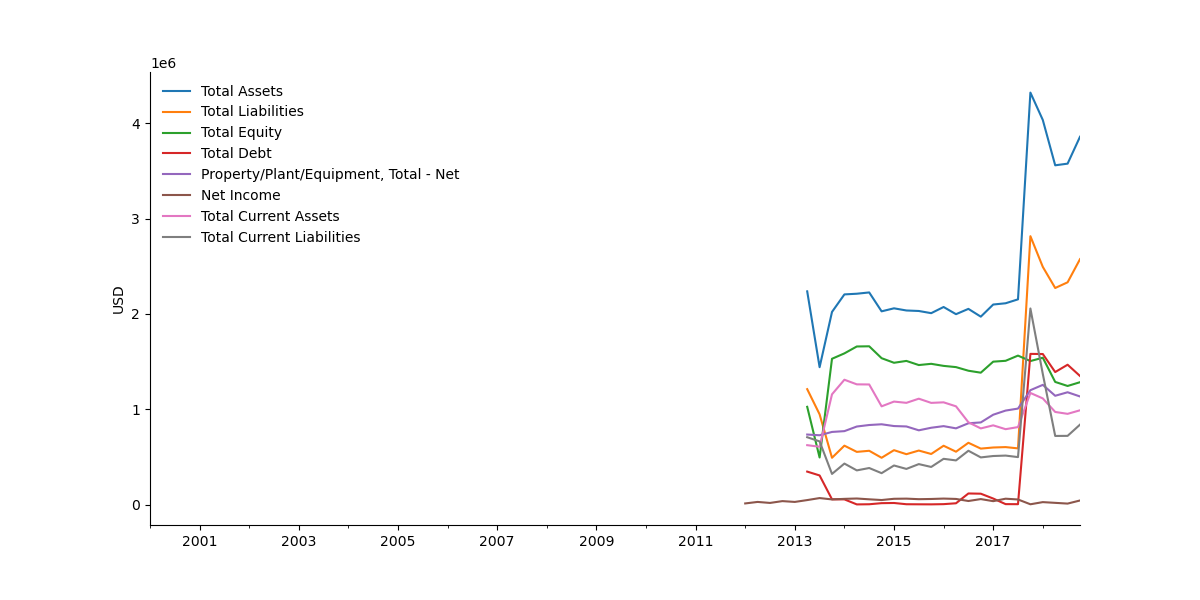 1e6
Total Assets
Total Liabilities
Total Equity
Total Debt
Property/Plant/Equipment, Total - Net
Net Income
Total Current Assets
Total Current Liabilities
4
3
2
1
0
USD
2001 2003 2005 2007 2009 2011 2013 2015 2017